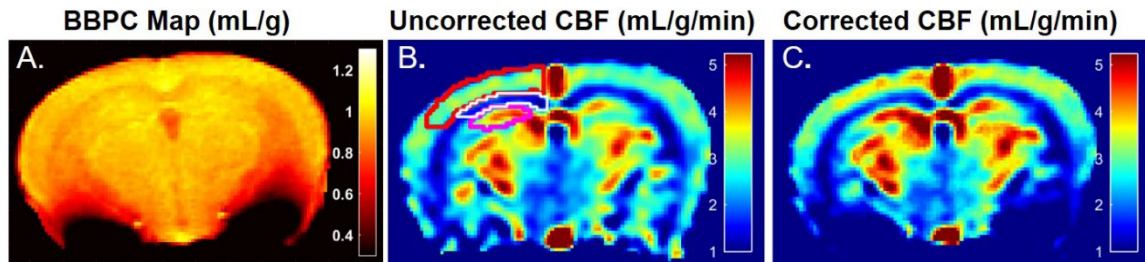 BBPC Map (mL/g)
Uncorrected CBF (mL/g/min)
Corrected CBF (mL/g/min)
A.
1.2
1
0.8
0.6
0.4
B.
5
4
3
2
1
C.
5
4
3
2
1